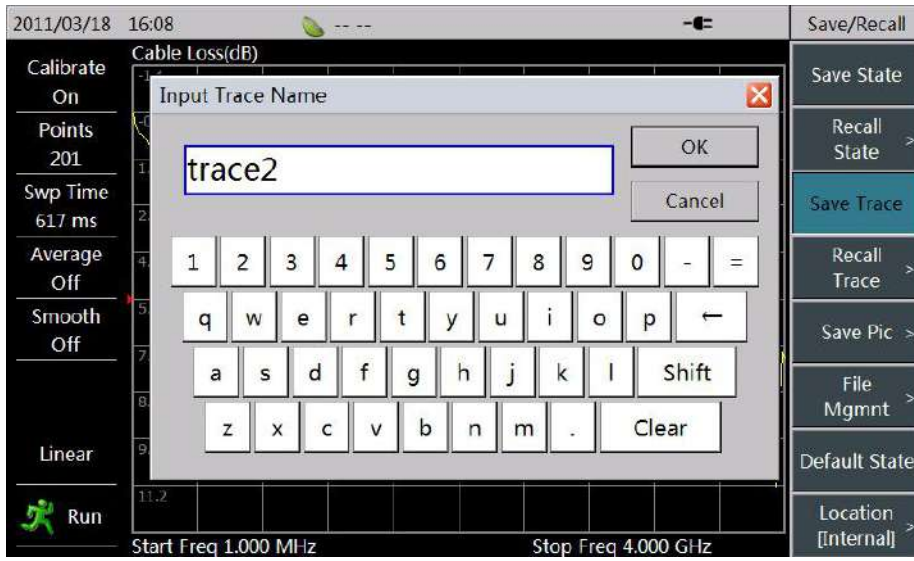 2011/03/18 16:08 -- --
Save/Recall
Calibrate
On
Points
201
Swp Time
617 ms
Average
Off
Smooth
Off
Linear
Run
Cable Loss(dB)
Input Trace Name
trace2
OK
Cancel
1 2 3 4 5 6 7 8 9 0 - =
q w e r t y u i o p ←
a s d f g h j k l Shift
z x c v b n m . Clear
11.2
Start Freq 1.000 MHz Stop Freq 4.000 GHz
Save State
Recall
State >
Save Trace
Recall
Trace >
Save Pic >
File
Mgmnt >
Default State
Location
[Internal] >